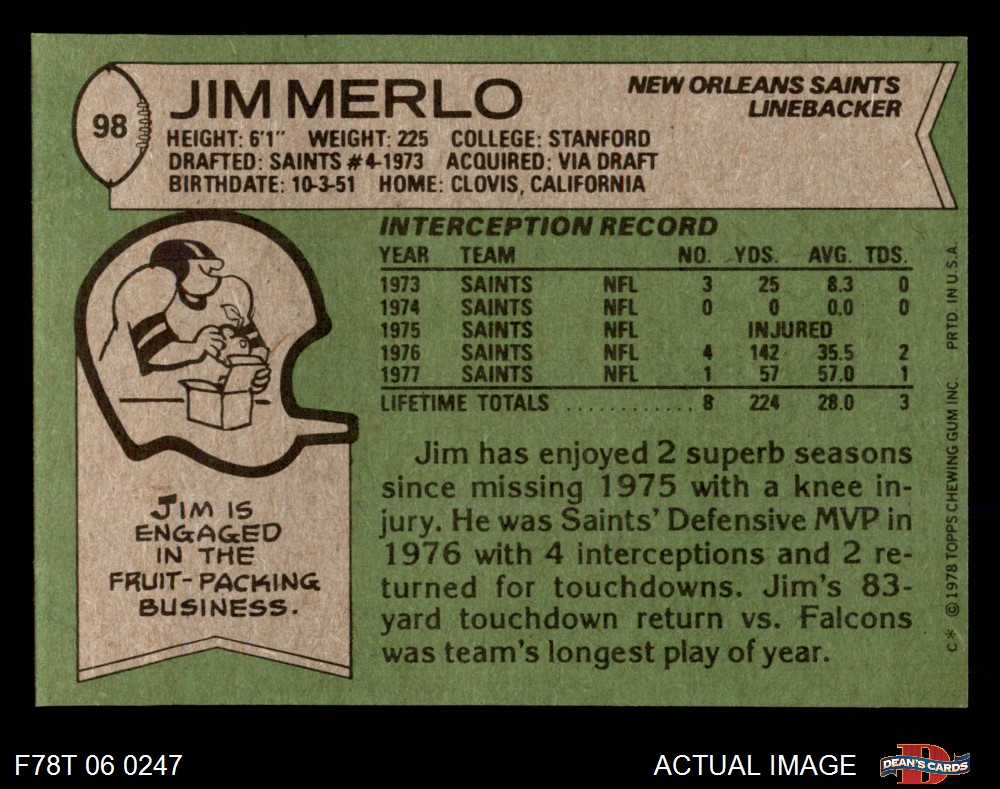 98
JIM MERLO
NEW ORLEANS SAINTS
LINEBACKER
HEIGHT: 6'1" WEIGHT: 225 COLLEGE: STANFORD
DRAFTED: SAINTS #4-1973 ACQUIRED: VIA DRAFT
BIRTHDATE: 10-3-51 HOME: CLOVIS, CALIFORNIA
INTERCEPTION RECORD
YEAR TEAM NO. YDS. AVG. TDS.
1973 SAINTS NFL 3 25 8.3 0
1974 SAINTS NFL 0 0 0.0 0
1975 SAINTS NFL INJURED
1976 SAINTS NFL 4 142 35.5 2
1977 SAINTS NFL 1 57 57.0 1
LIFETIME TOTALS ............ 8 224 28.0 3
Jim has enjoyed 2 superb seasons
since missing 1975 with a knee in-
jury. He was Saints' Defensive MVP in
1976 with 4 interceptions and 2 re-
turned for touchdowns. Jim's 83-
yard touchdown return vs. Falcons
was team's longest play of year.
JIM IS
ENGAGED
IN THE
FRUIT-PACKING
BUSINESS.
C* © 1978 TOPPS CHEWING GUM INC. PRTD. IN U.S.A.
F78T 06 0247
ACTUAL IMAGE
D
DEAN'S CARDS